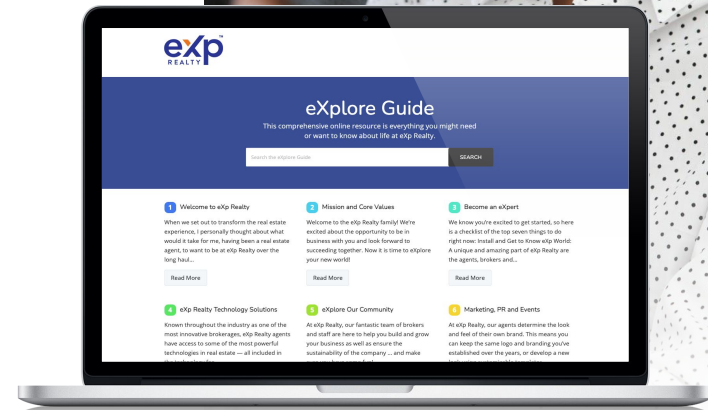 eXp™
REALTY
eXplore Guide
This comprehensive online resource is everything you might need
or want to know about life at eXp Realty.
Search the eXplore Guide
SEARCH
1 Welcome to eXp Realty
When we set out to transform the real estate
experience, I personally thought about what
would it take for me, having been a real estate
agent, to want to be at eXp Realty over the
long haul...
Read More
2 Mission and Core Values
Welcome to the eXp Realty family! We're
excited about the opportunity to be in
business with you and look forward to
succeeding together. Now it is time to eXplore
your new world!
Read More
3 Become an eXpert
We know you're excited to get started, so here
is a checklist of the top seven things to do
right now: Install and Get to Know eXp World:
A unique and amazing part of eXp Realty are
the agents, brokers and...
Read More
4 eXp Realty Technology Solutions
Known throughout the industry as one of the
most innovative brokerages, eXp Realty agents
have access to some of the most powerful
technologies in real estate — all included in
5 eXplore Our Community
At eXp Realty, our fantastic team of brokers
and staff are here to help you build and grow
your business as well as ensure the
sustainability of the company ... and make
6 Marketing, PR and Events
At eXp Realty, our agents determine the look
and feel of their own brand. This means you
can keep the same logo and branding you've
established over the years, or develop a new